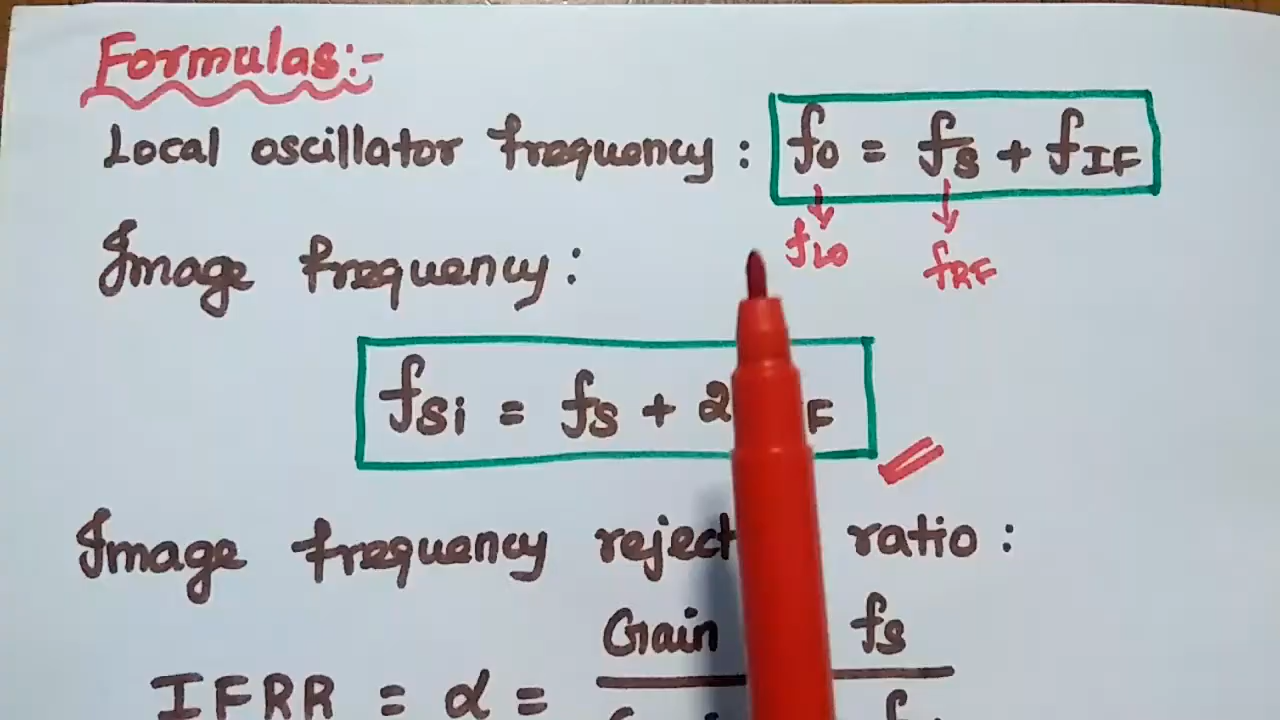 Formulas:-
Local oscillator frequency : fo = fs + fIF
fLO fRF
Image frequency :
fsi = fs + 2 F
Image frequency reject ratio :
Gain fs
IFRR = α =